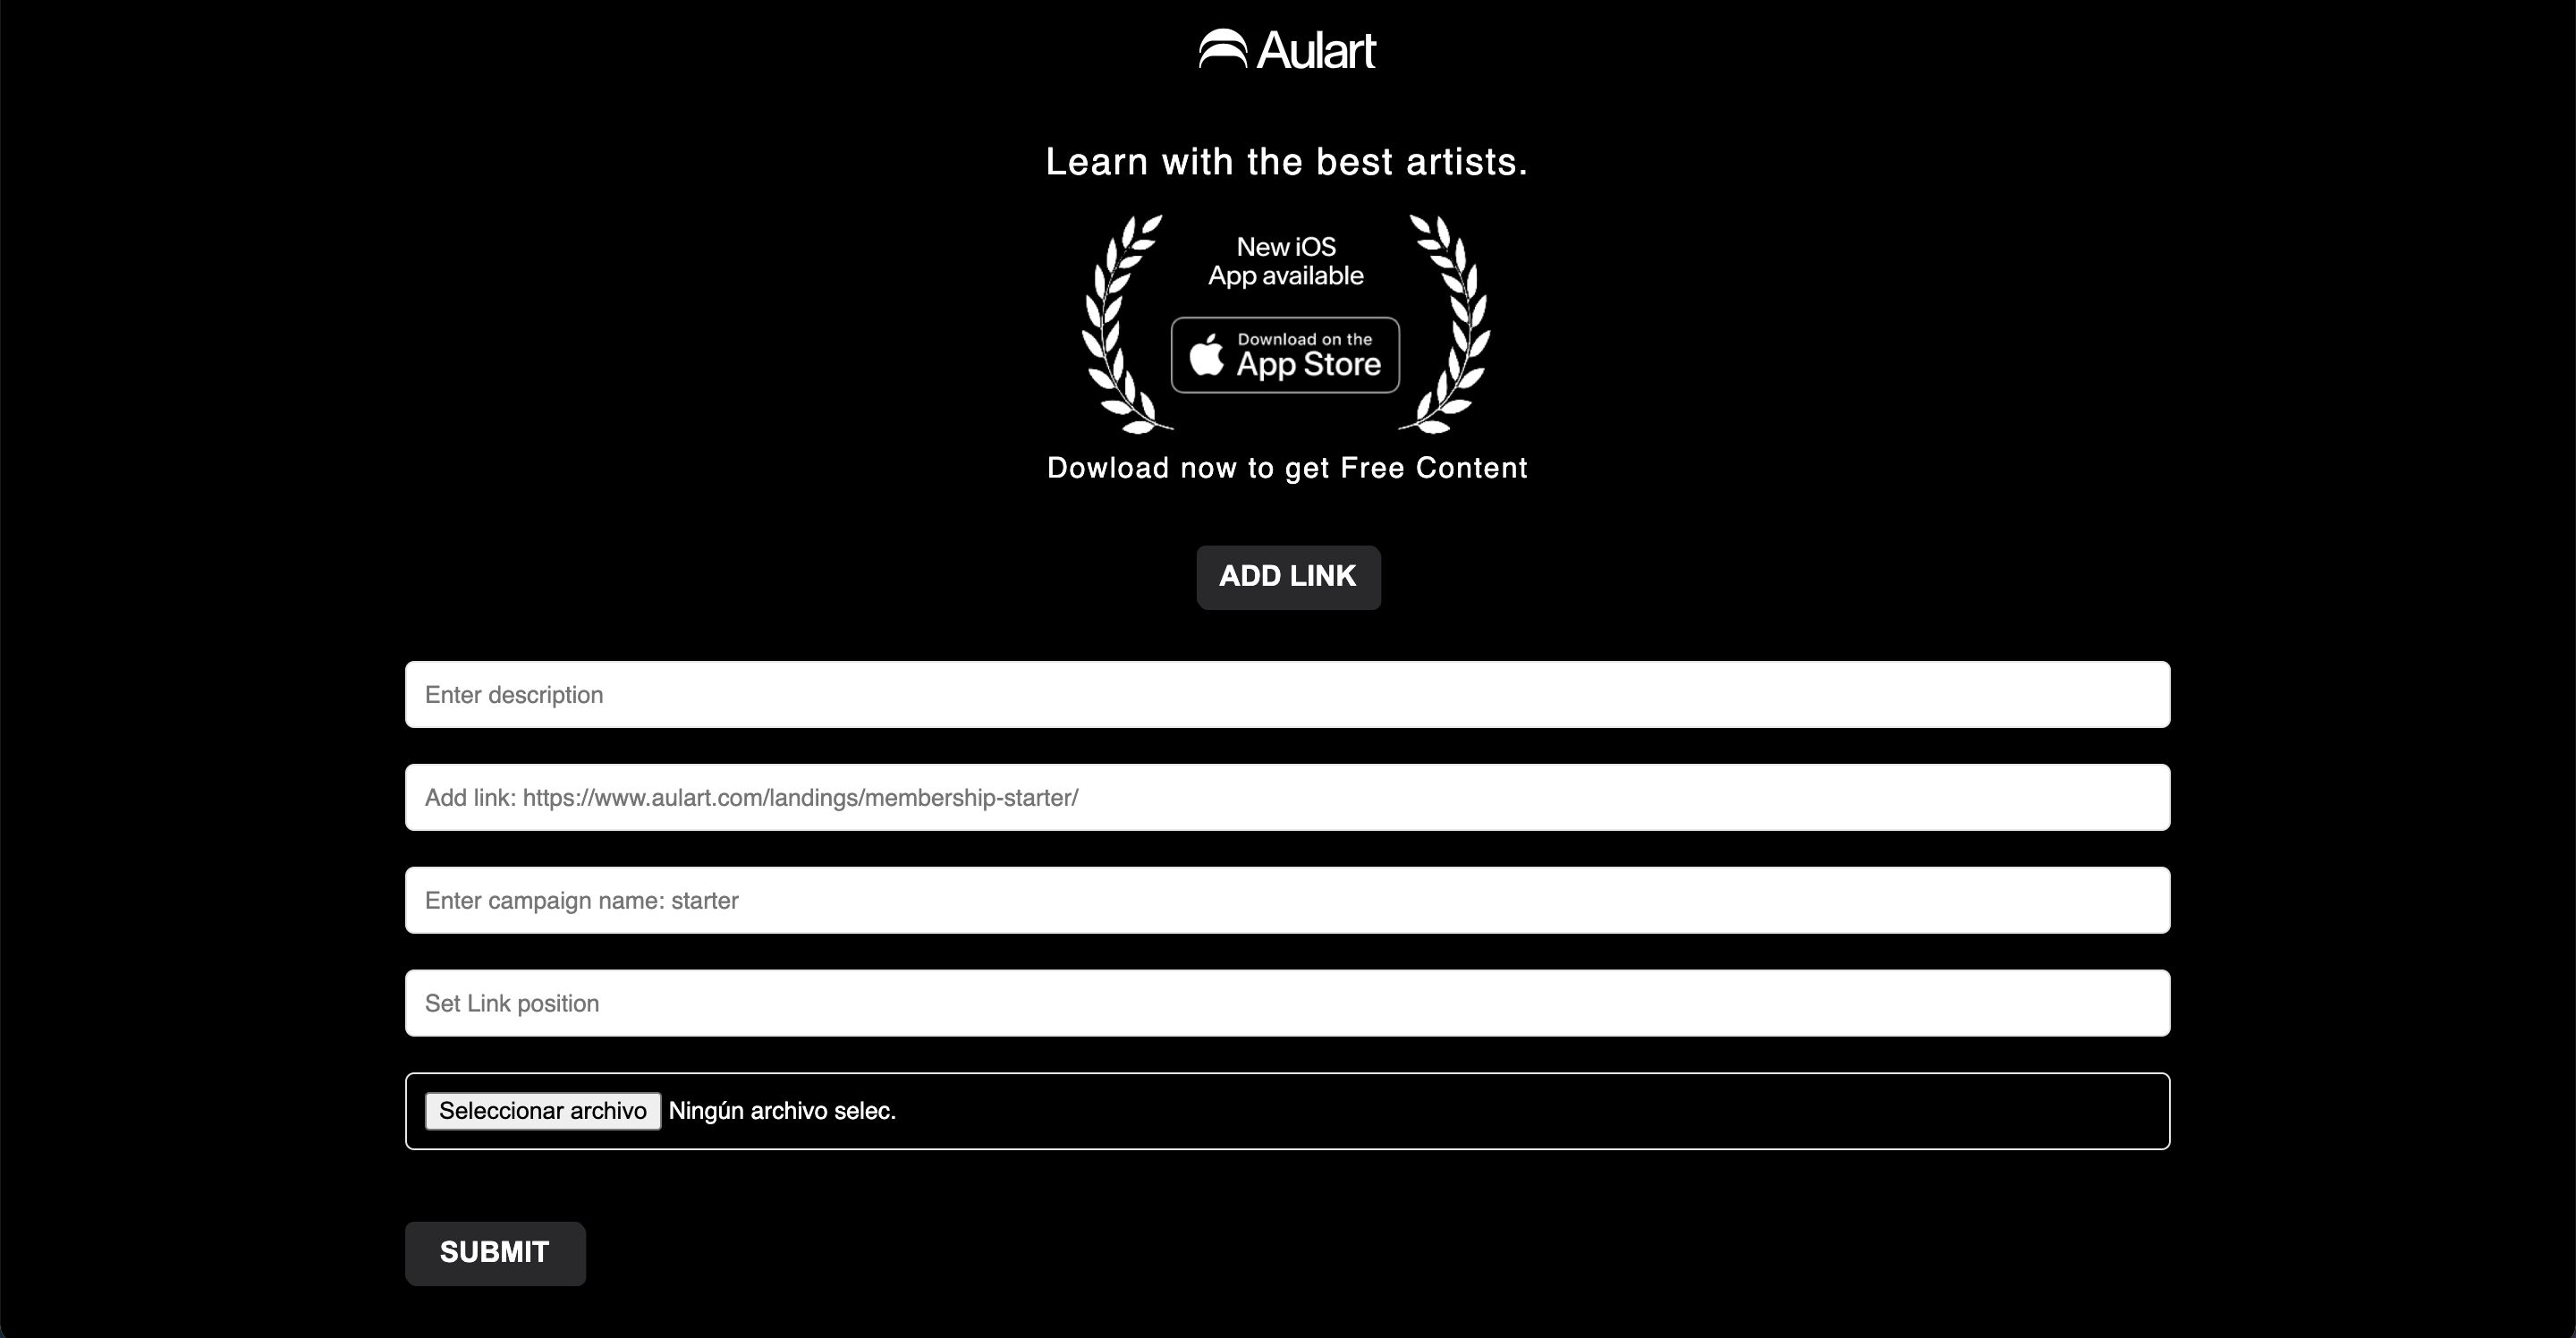 Aulart
Learn with the best artists.
New iOS
App available
Download on the
App Store
Dowload now to get Free Content
ADD LINK
Enter description
Add link: https://www.aulart.com/landings/membership-starter/
Enter campaign name: starter
Set Link position
Seleccionar archivo Ningún archivo selec.
SUBMIT